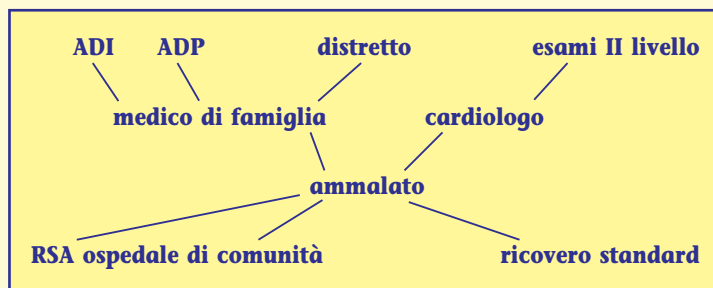 ADI ADP distretto esami II livello
medico di famiglia cardiologo
ammalato
RSA ospedale di comunità ricovero standard